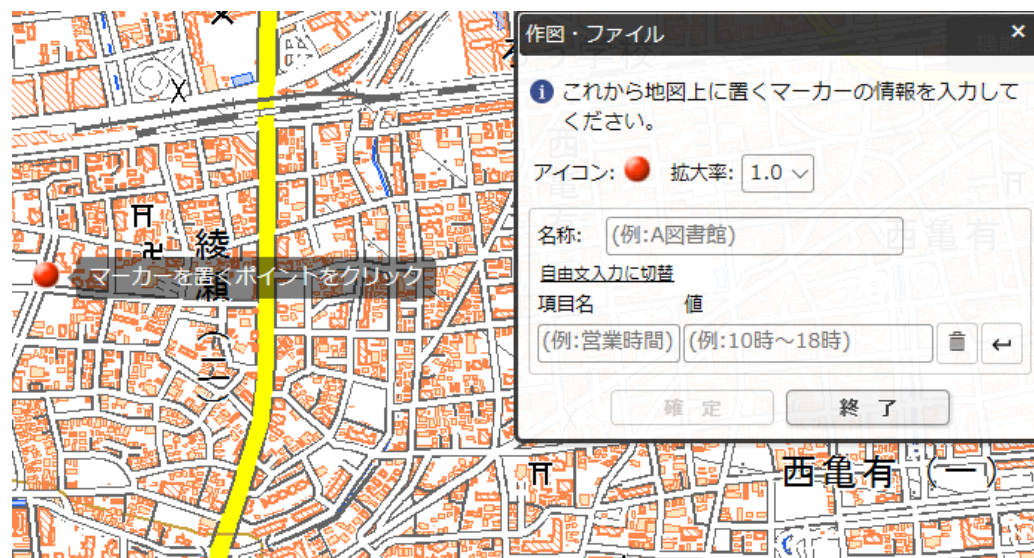 作図・ファイル
×
これから地図上に置くマーカーの情報を入力して
ください。
アイコン:
拡大率: 1.0
名称: (例:A図書館)
自由文入力に切替
項目名 値
(例:営業時間) (例:10時～18時)
確定 終了
マーカーを置くポイントをクリック
綾瀬(二)
西亀有(一)
西亀有